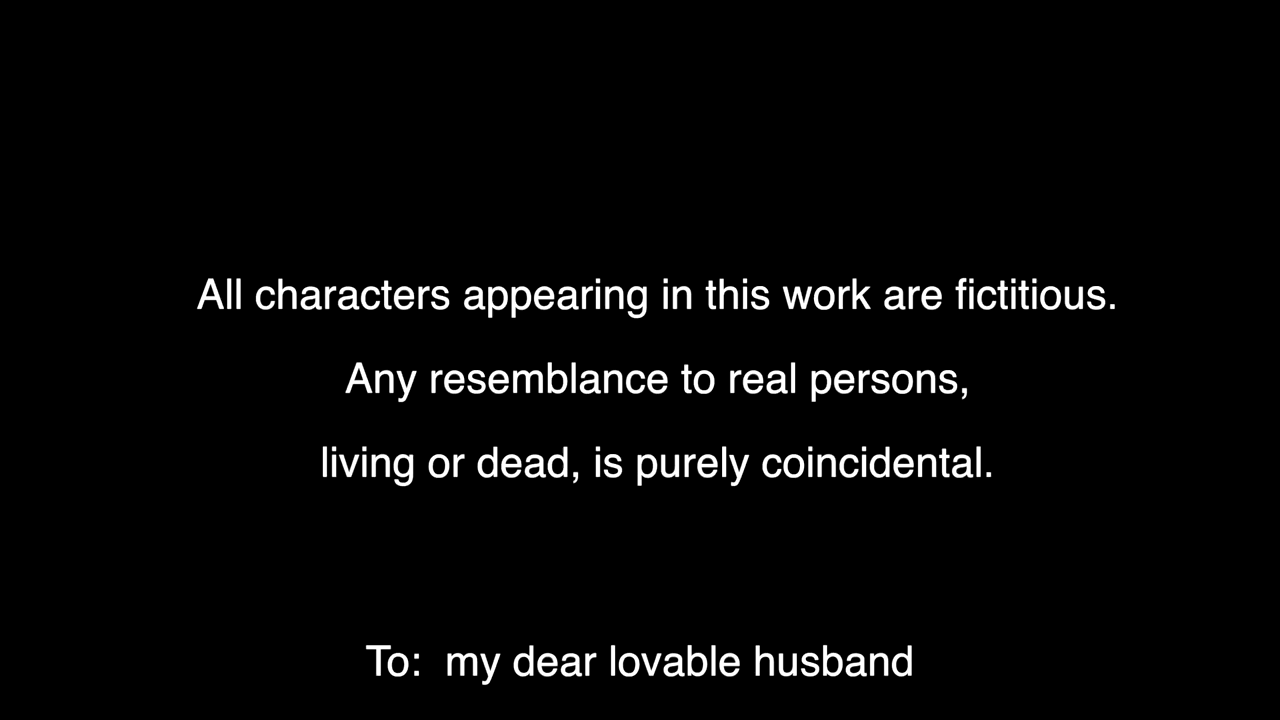 All characters appearing in this work are fictitious.
Any resemblance to real persons,
living or dead, is purely coincidental.
To:  my dear lovable husband